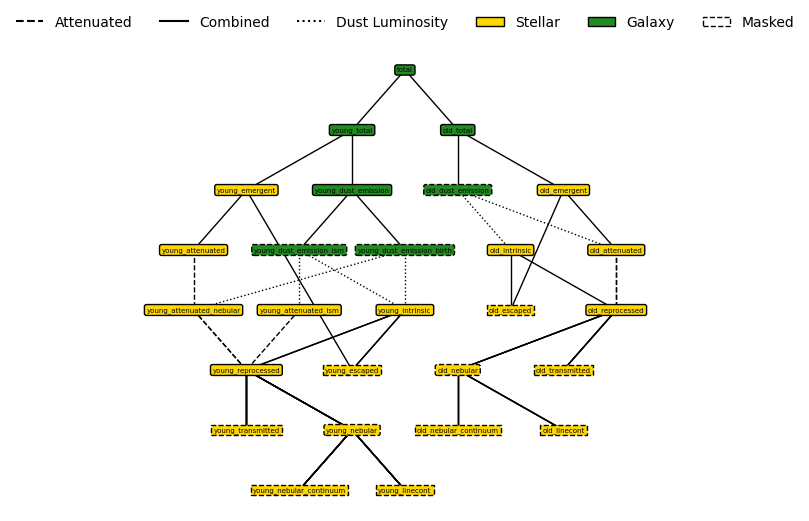 Attenuated Combined Dust Luminosity Stellar Galaxy Masked
total
young_total old_total
young_emergent young_dust_emission old_dust_emission old_emergent
young_attenuated young_dust_emission_ism young_dust_emission_birth old_intrinsic old_attenuated
young_attenuated_nebular young_attenuated_ism young_intrinsic old_escaped old_reprocessed
young_reprocessed young_escaped old_nebular old_transmitted
young_transmitted young_nebular old_nebular_continuum old_linecont
young_nebular_continuum young_linecont